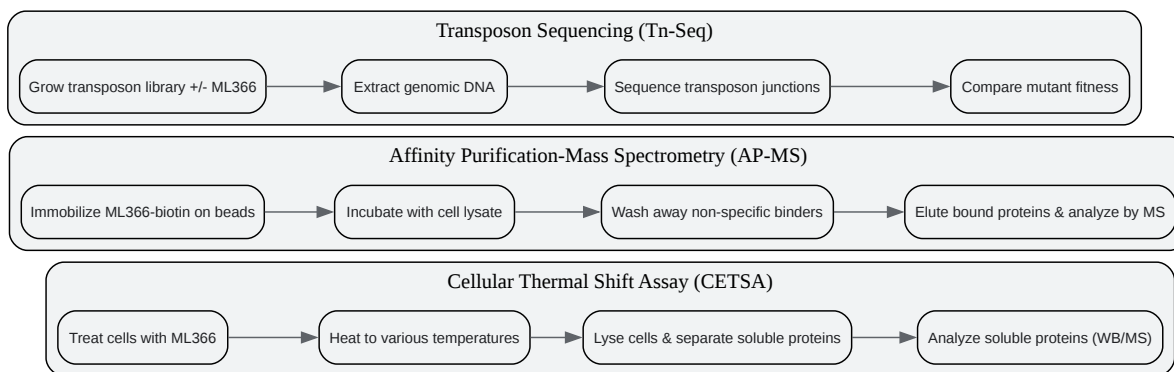 Transposon Sequencing (Tn-Seq)
Grow transposon library +/- ML366
Extract genomic DNA
Sequence transposon junctions
Compare mutant fitness
Affinity Purification-Mass Spectrometry (AP-MS)
Immobilize ML366-biotin on beads
Incubate with cell lysate
Wash away non-specific binders
Elute bound proteins & analyze by MS
Cellular Thermal Shift Assay (CETSA)
Treat cells with ML366
Heat to various temperatures
Lyse cells & separate soluble proteins
Analyze soluble proteins (WB/MS)